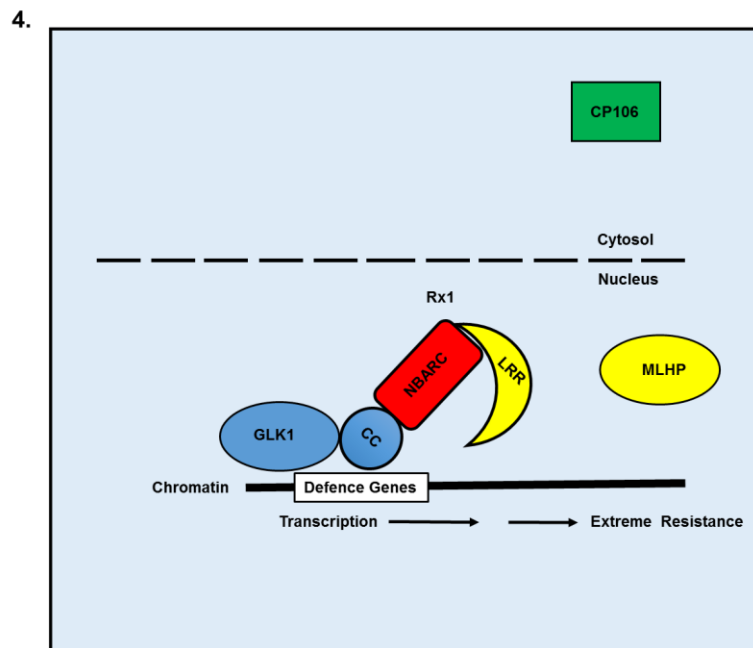 4.
CP106
Cytosol
Nucleus
Rx1
NBARC
LRR
MLHP
GLK1
CC
Chromatin
Defence Genes
Transcription
Extreme Resistance